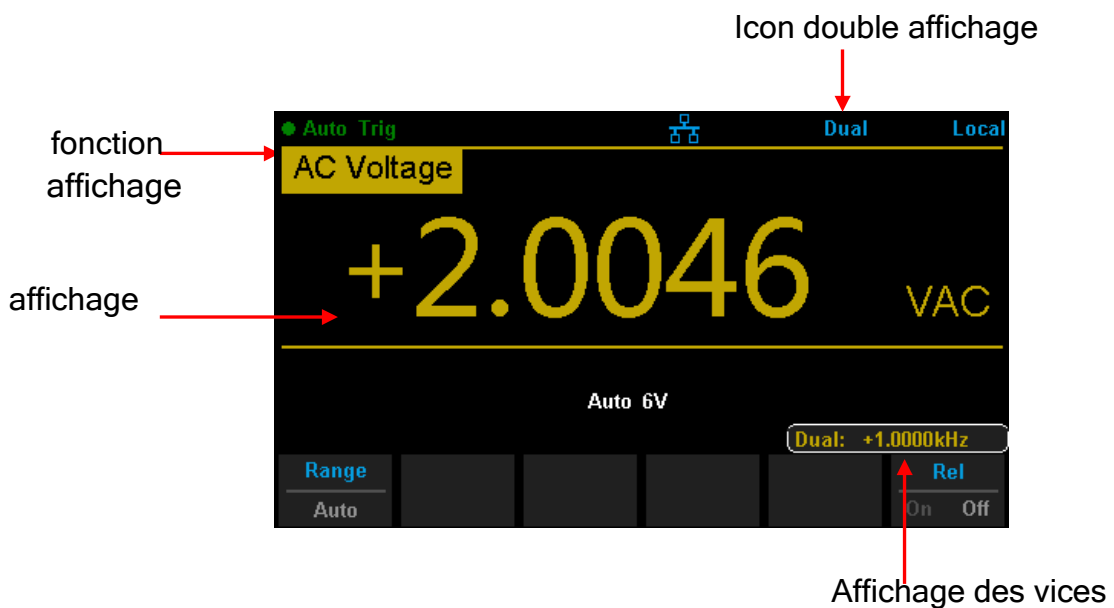 Icon double affichage
fonction
affichage
Auto Trig
Dual
Local
AC Voltage
+2.0046
VAC
affichage
Auto 6V
Dual: +1.0000kHz
Range
Rel
Auto
On Off
Affichage des vices